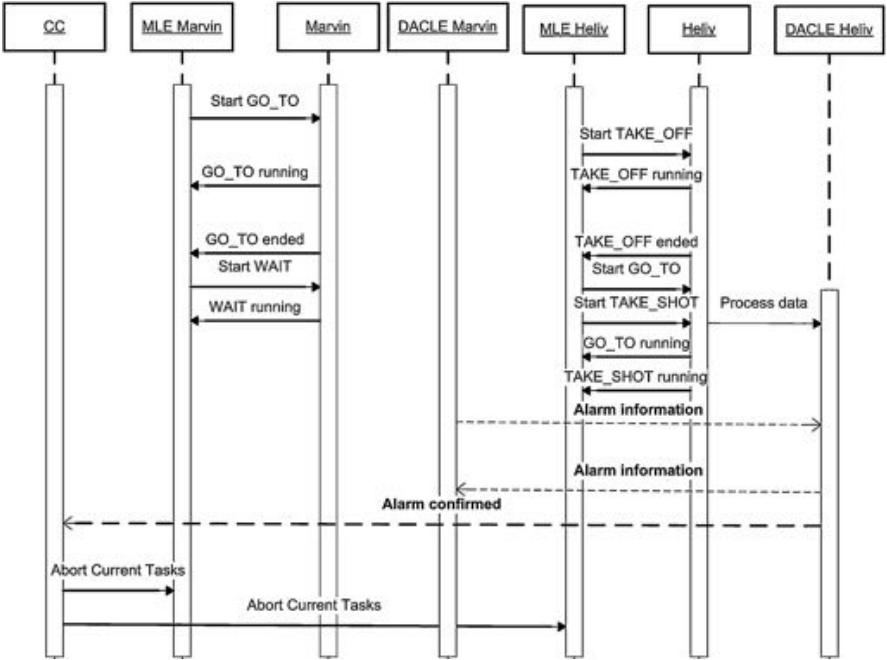 CC
MLE Marvin
Marvin
DACLE Marvin
MLE Heliv
Heliv
DACLE Heliv
Start GO_TO
Start TAKE_OFF
GO_TO running
TAKE_OFF running
GO_TO ended
TAKE_OFF ended
Start WAIT
Start GO_TO
WAIT running
Start TAKE_SHOT
Process data
GO_TO running
TAKE_SHOT running
Alarm information
Alarm information
Alarm confirmed
Abort Current Tasks
Abort Current Tasks